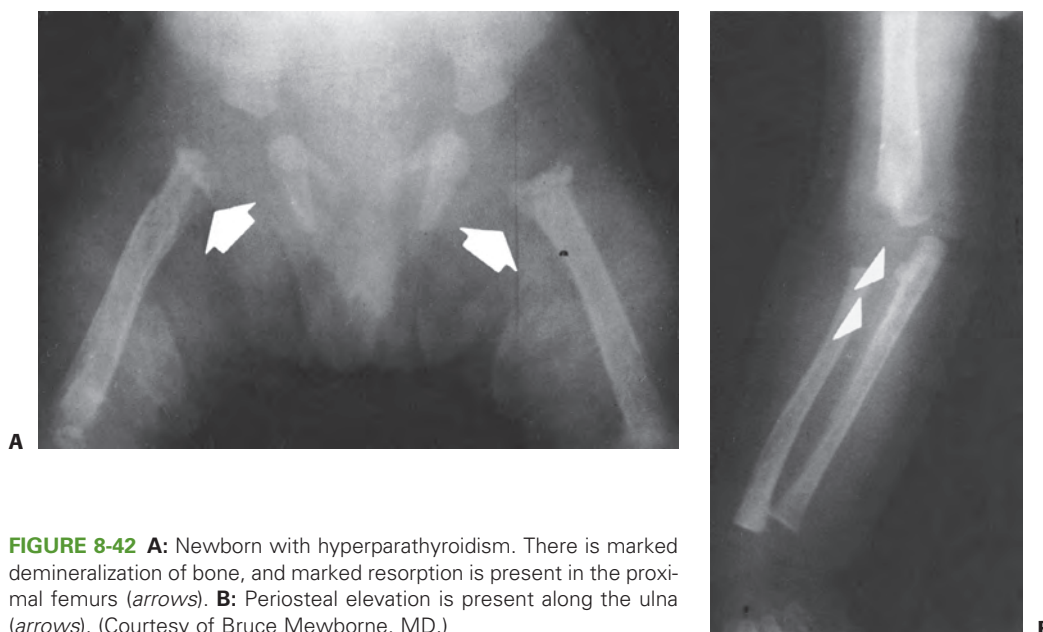 A
B
FIGURE 8-42 A: Newborn with hyperparathyroidism. There is marked
demineralization of bone, and marked resorption is present in the proxi-
mal femurs (arrows). B: Periosteal elevation is present along the ulna
(arrows). (Courtesy of Bruce Mewborne, MD.)